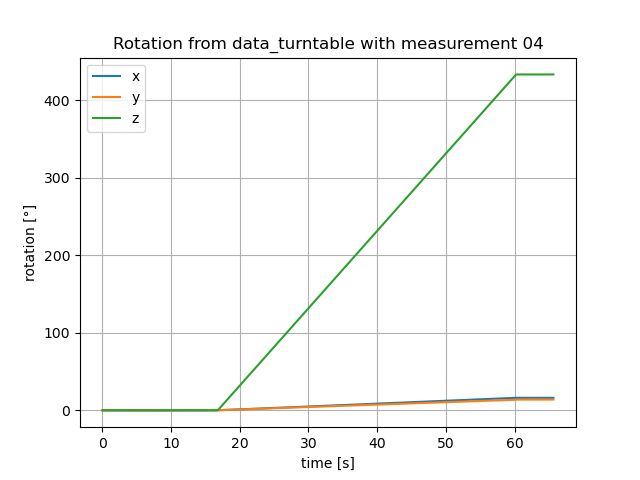 Rotation from data_turntable with measurement 04
x
y
z
400
300
200
100
0
rotation [°]
0 10 20 30 40 50 60
time [s]